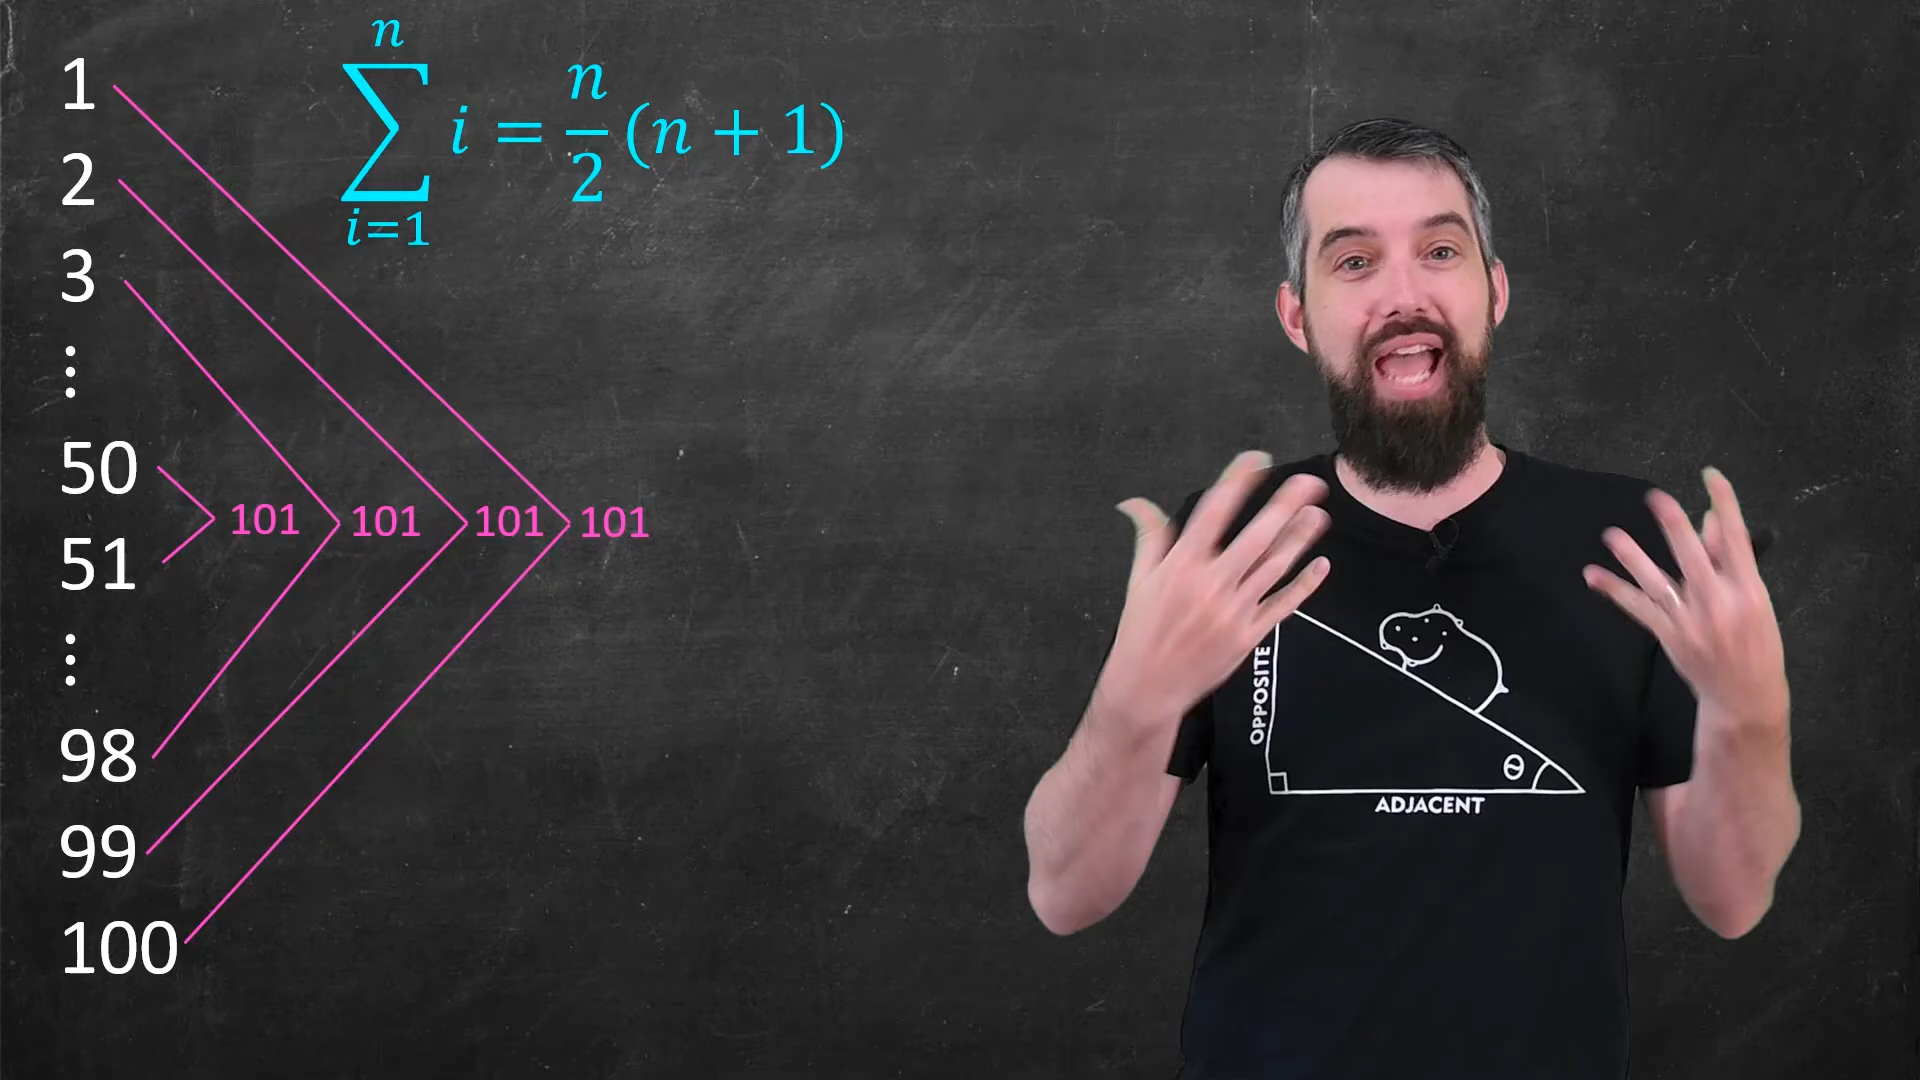 1
2
3
⋮
50
51
⋮
98
99
100
101 101 101 101
n
∑ i = n/2 (n + 1)
i=1
OPPOSITE
θ
ADJACENT